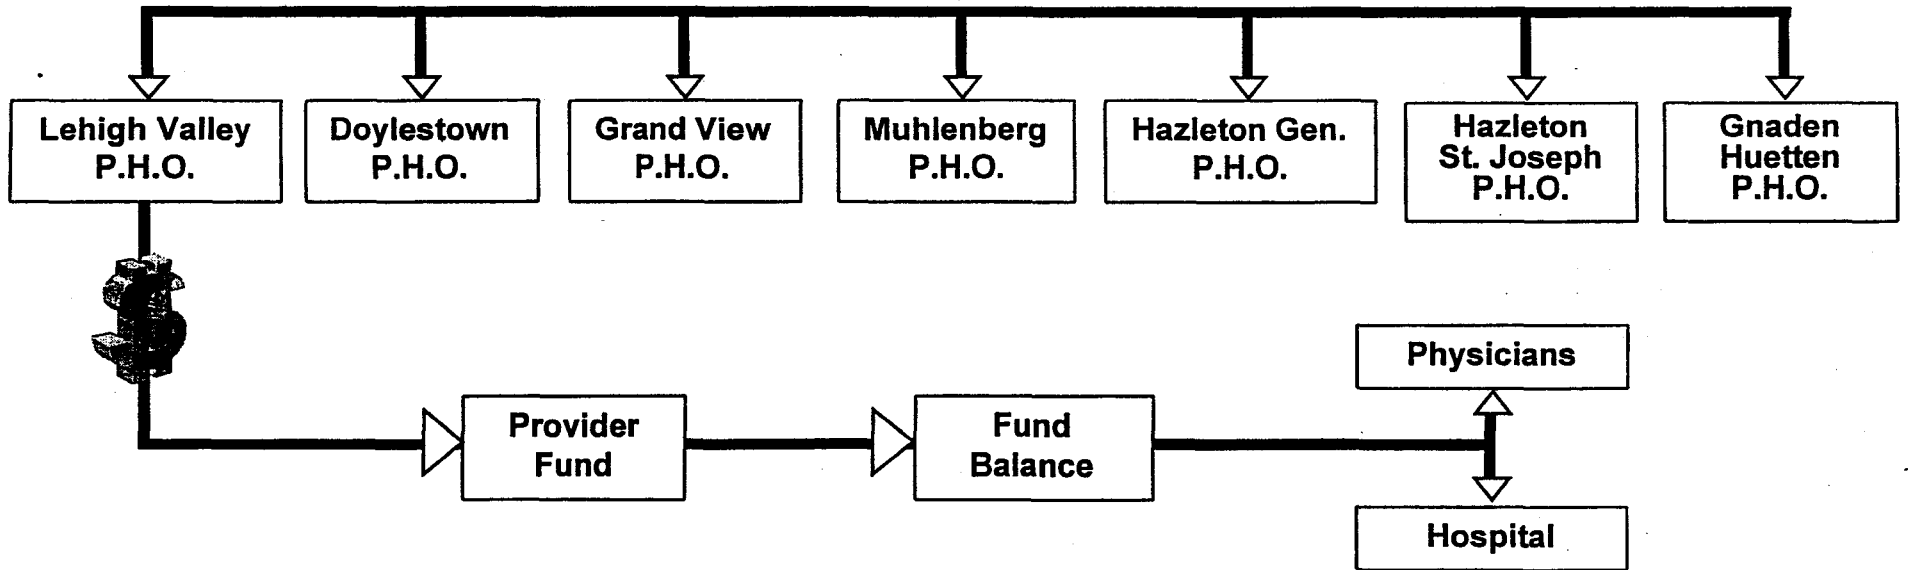 Lehigh Valley
P.H.O.
Doylestown
P.H.O.
Grand View
P.H.O.
Muhlenberg
P.H.O.
Hazleton Gen.
P.H.O.
Hazleton
St. Joseph
P.H.O.
Gnaden
Huetten
P.H.O.
$
Provider
Fund
Fund
Balance
Physicians
Hospital